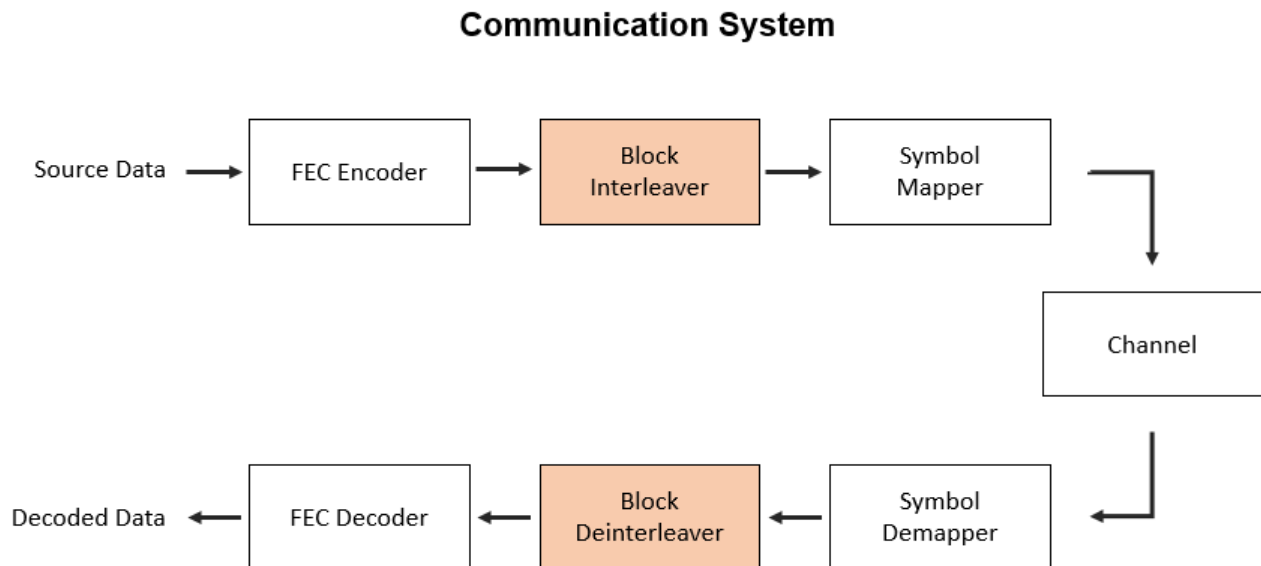 Communication System
Source Data
FEC Encoder
Block
Interleaver
Symbol
Mapper
Channel
Decoded Data
FEC Decoder
Block
Deinterleaver
Symbol
Demapper